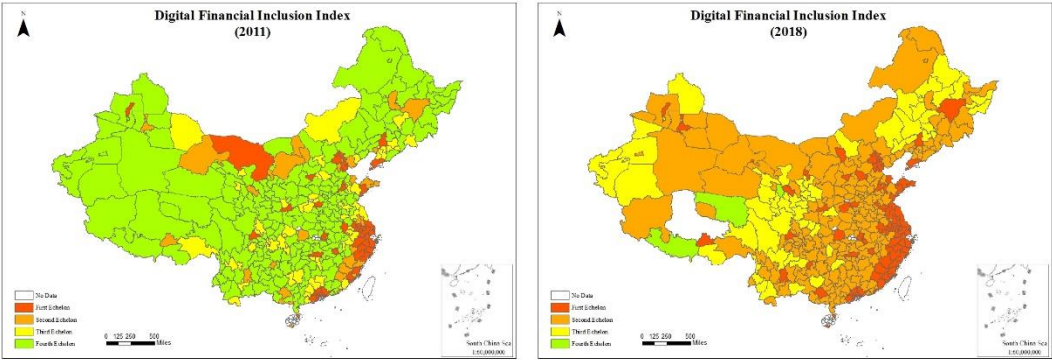 Digital Financial Inclusion Index
(2011)
N
No Data
First Echelon
Second Echelon
Third Echelon
Fourth Echelon
0 125 250 500
Miles
South China Sea
1:60,000,000
Digital Financial Inclusion Index
(2018)
N
No Data
First Echelon
Second Echelon
Third Echelon
Fourth Echelon
0 125 250 500
Miles
South China Sea
1:60,000,000